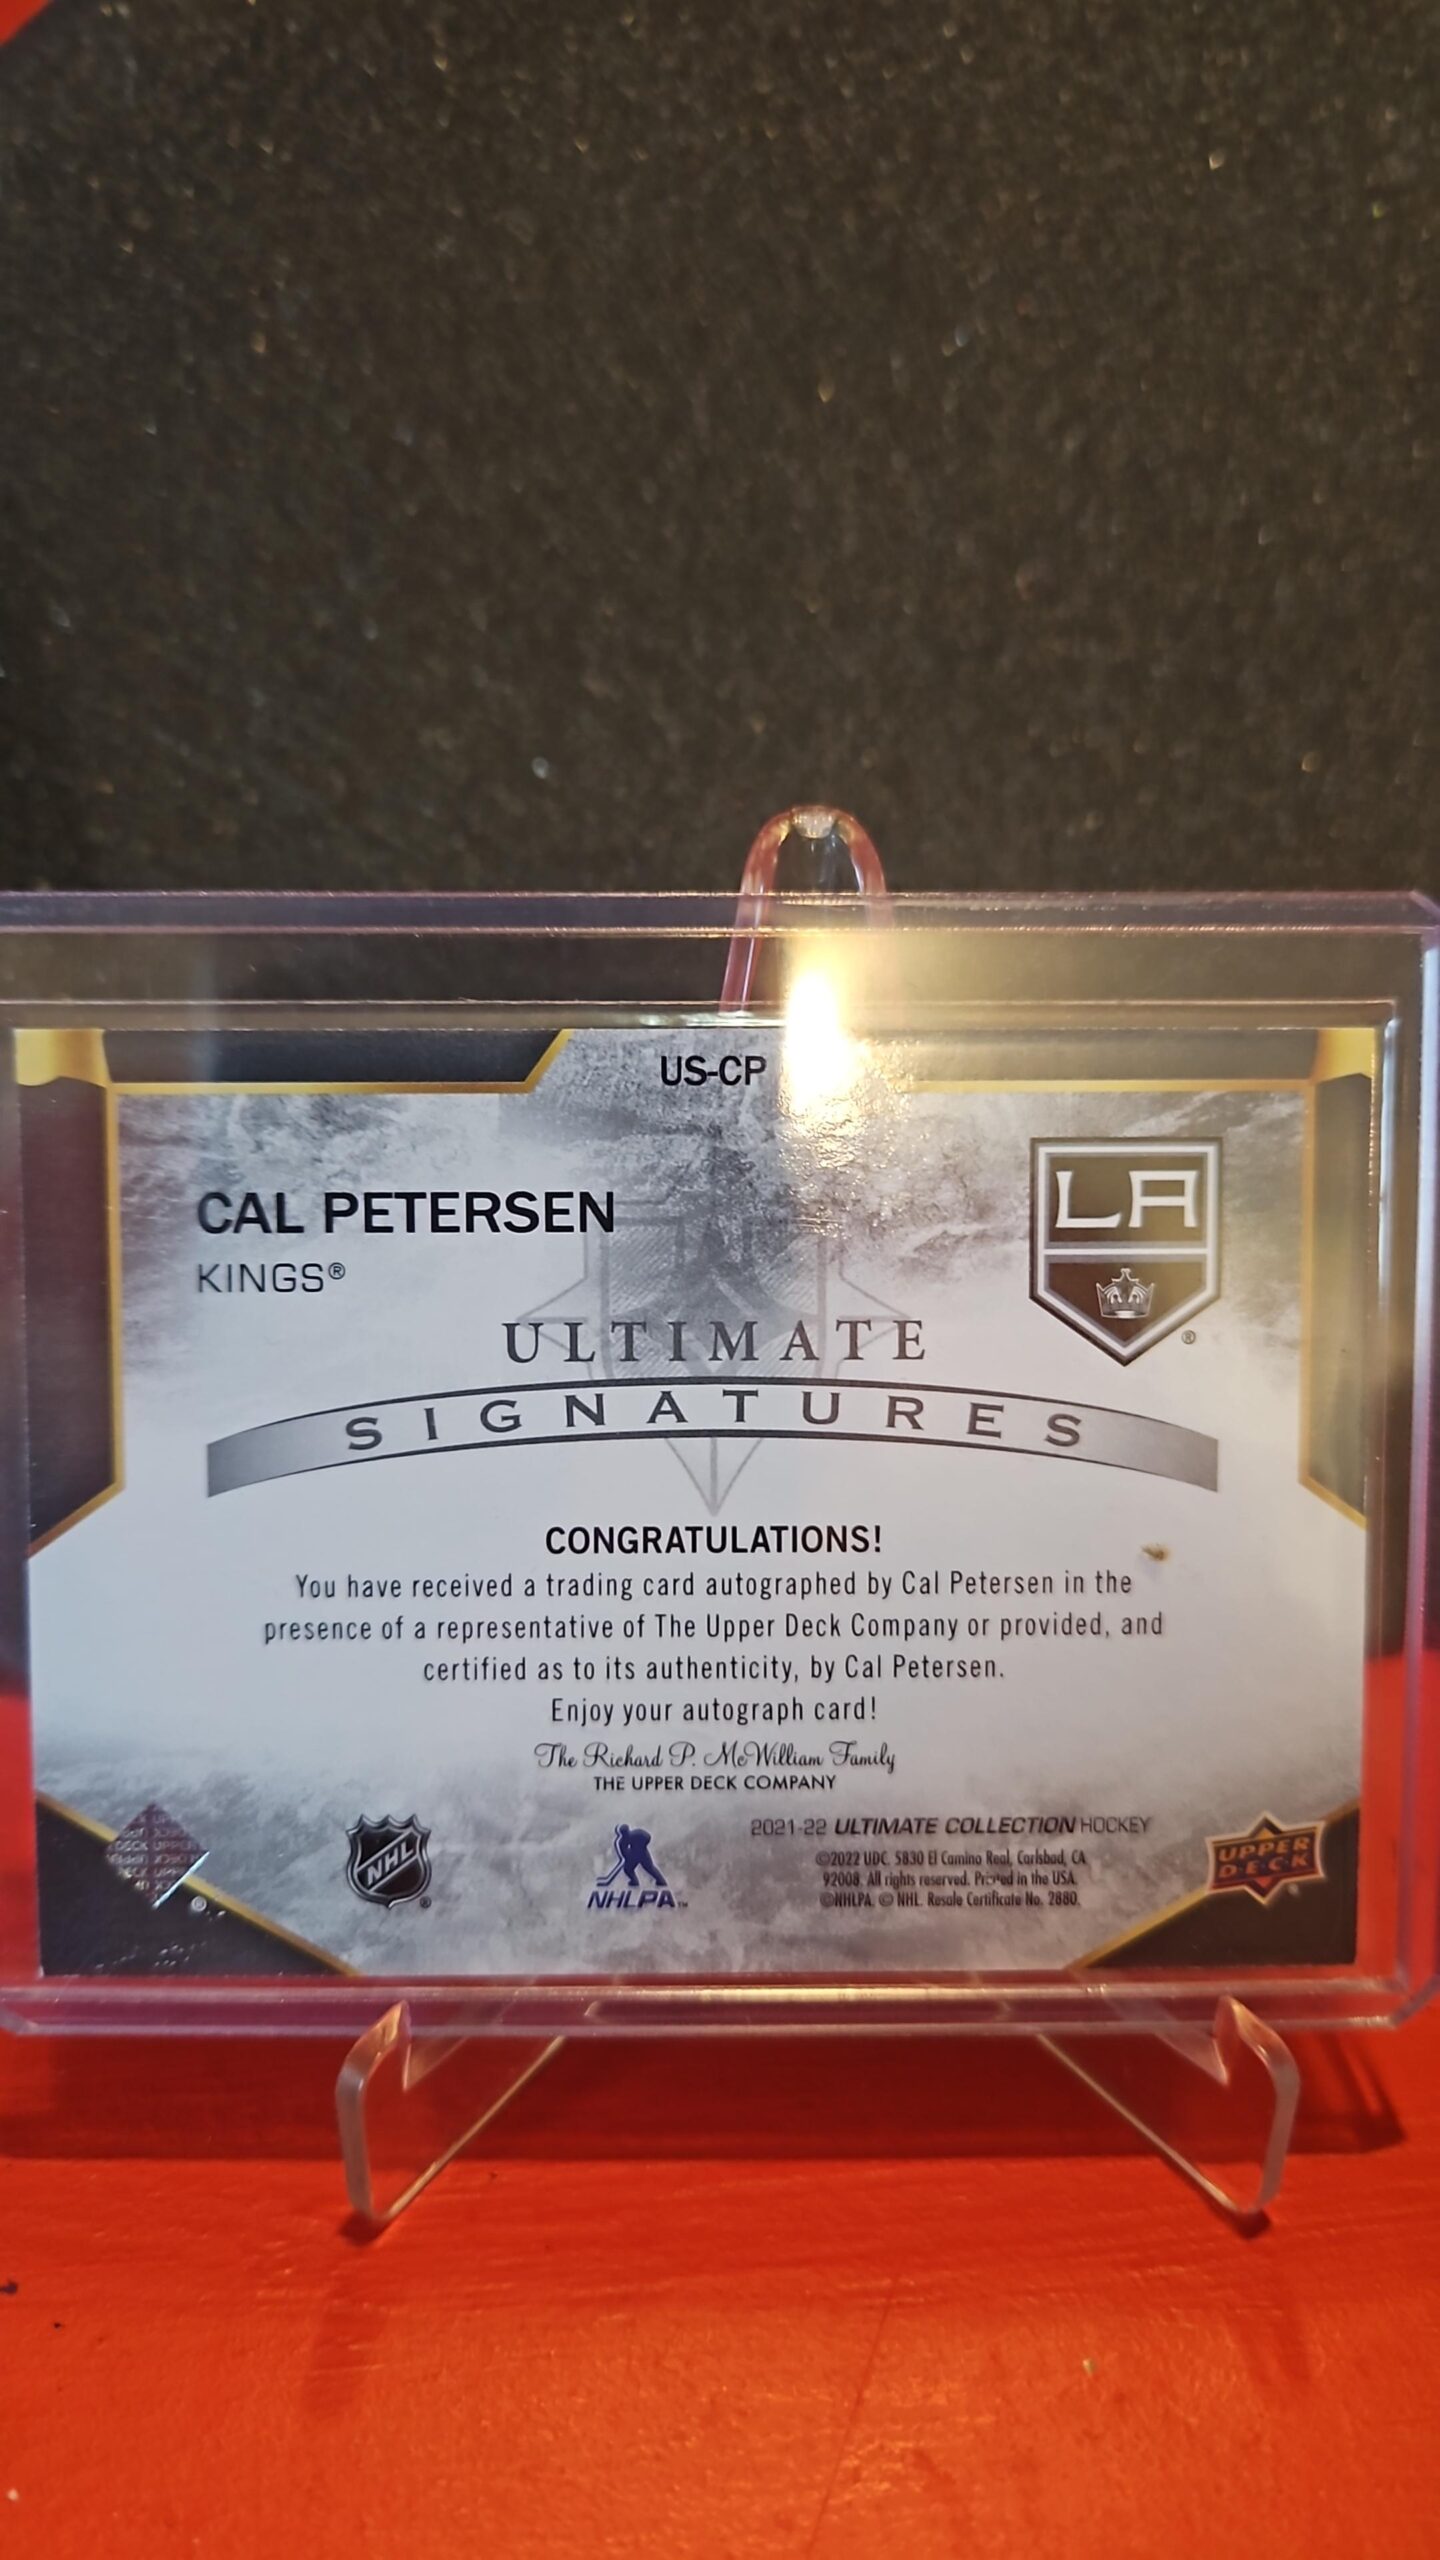 US-CP
CAL PETERSEN
KINGS®
LA
®
ULTIMATE
SIGNATURES
CONGRATULATIONS!
You have received a trading card autographed by Cal Petersen in the
presence of a representative of The Upper Deck Company or provided, and
certified as to its authenticity, by Cal Petersen.
Enjoy your autograph card!
The Richard P. McWilliam Family
THE UPPER DECK COMPANY
NHL
®
NHLPA™
2021-22 ULTIMATE COLLECTION HOCKEY
©2022 UDC. 5830 El Camino Real, Carlsbad, CA
92008. All rights reserved. Printed in the USA.
©NHLPA. © NHL. Resale Certificate No. 2880.
UPPER
DECK
®